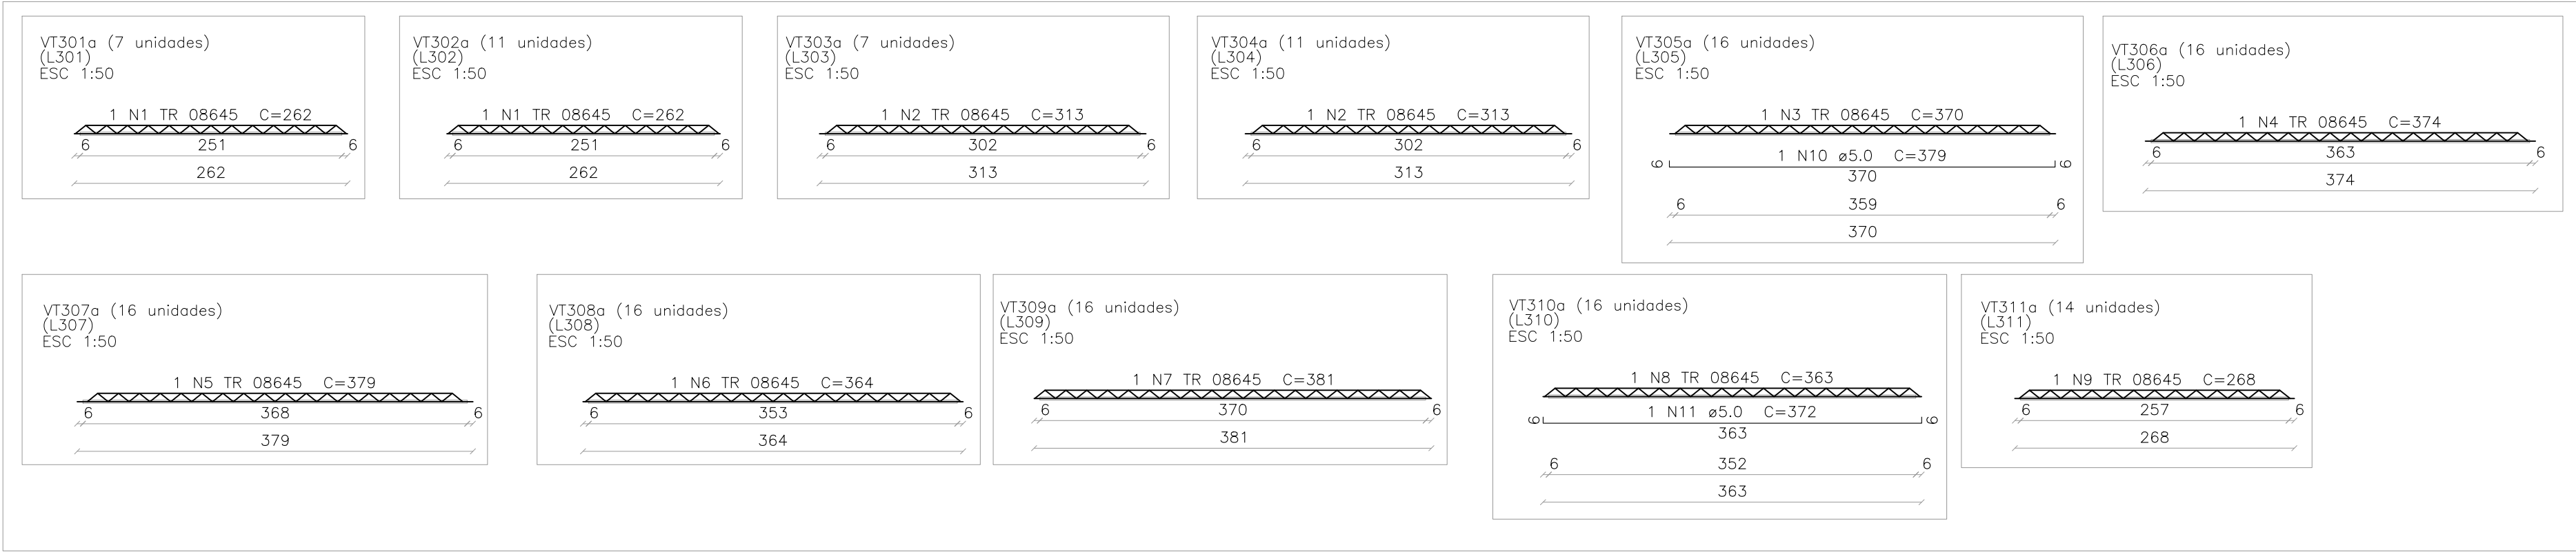 VT301a (7 unidades)
(L301)
ESC 1:50
1 N1 TR 08645 C=262
6 251 6
262
VT302a (11 unidades)
(L302)
ESC 1:50
1 N1 TR 08645 C=262
6 251 6
262
VT303a (7 unidades)
(L303)
ESC 1:50
1 N2 TR 08645 C=313
6 302 6
313
VT304a (11 unidades)
(L304)
ESC 1:50
1 N2 TR 08645 C=313
6 302 6
313
VT305a (16 unidades)
(L305)
ESC 1:50
1 N3 TR 08645 C=370
6 1 N10 ø5.0 C=379 6
370
6 359 6
370
VT306a (16 unidades)
(L306)
ESC 1:50
1 N4 TR 08645 C=374
6 363 6
374
VT307a (16 unidades)
(L307)
ESC 1:50
1 N5 TR 08645 C=379
6 368 6
379
VT308a (16 unidades)
(L308)
ESC 1:50
1 N6 TR 08645 C=364
6 353 6
364
VT309a (16 unidades)
(L309)
ESC 1:50
1 N7 TR 08645 C=381
6 370 6
381
VT310a (16 unidades)
(L310)
ESC 1:50
1 N8 TR 08645 C=363
6 1 N11 ø5.0 C=372 6
363
6 352 6
363
VT311a (14 unidades)
(L311)
ESC 1:50
1 N9 TR 08645 C=268
6 257 6
268